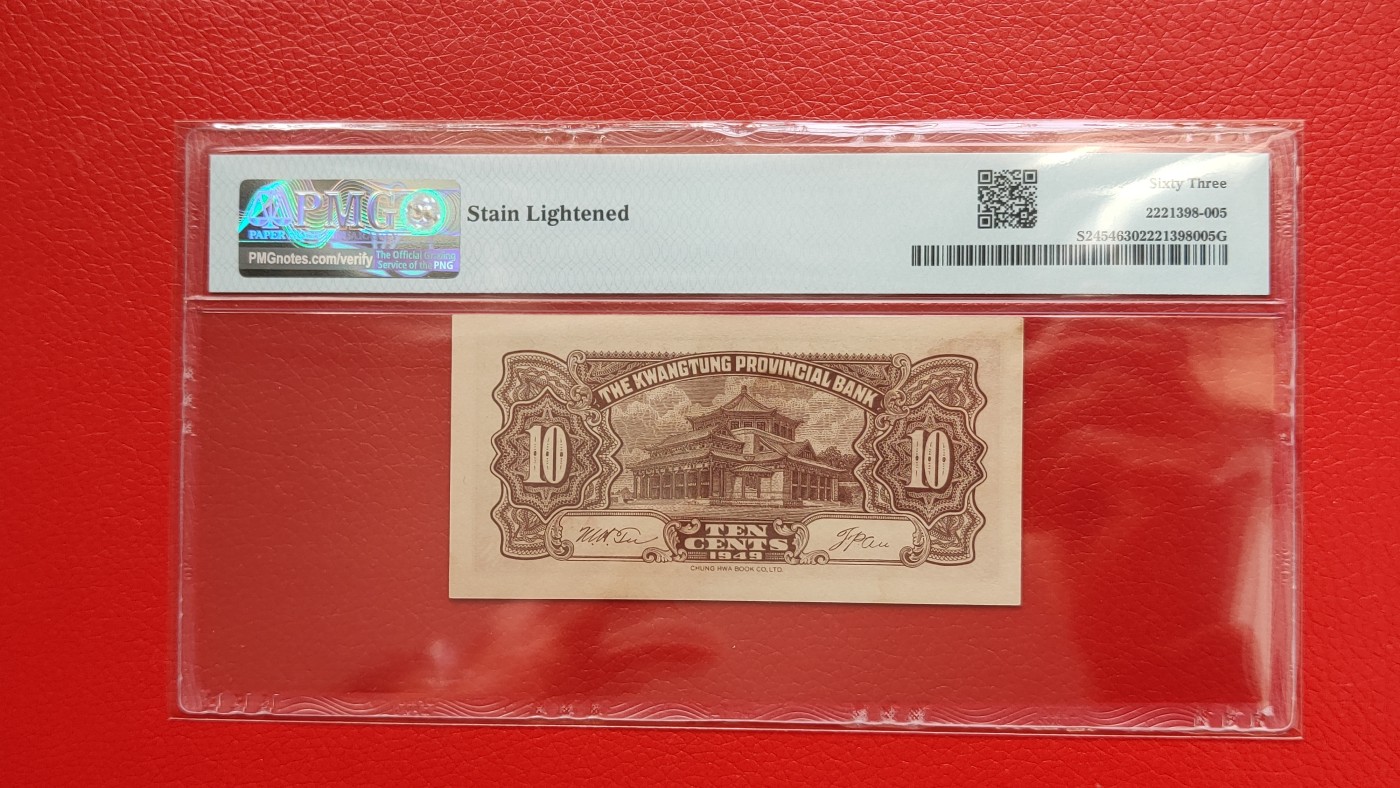 PMG
PAPER
PMGnotes.com/verify
The Official Grading
Service of the PNG
Stain Lightened
Sixty Three
2221398-005
S24546302221398005G
THE KWANGTUNG PROVINCIAL BANK
10
10
TEN
CENTS
1949
CHUNG HWA BOOK CO, LTD.